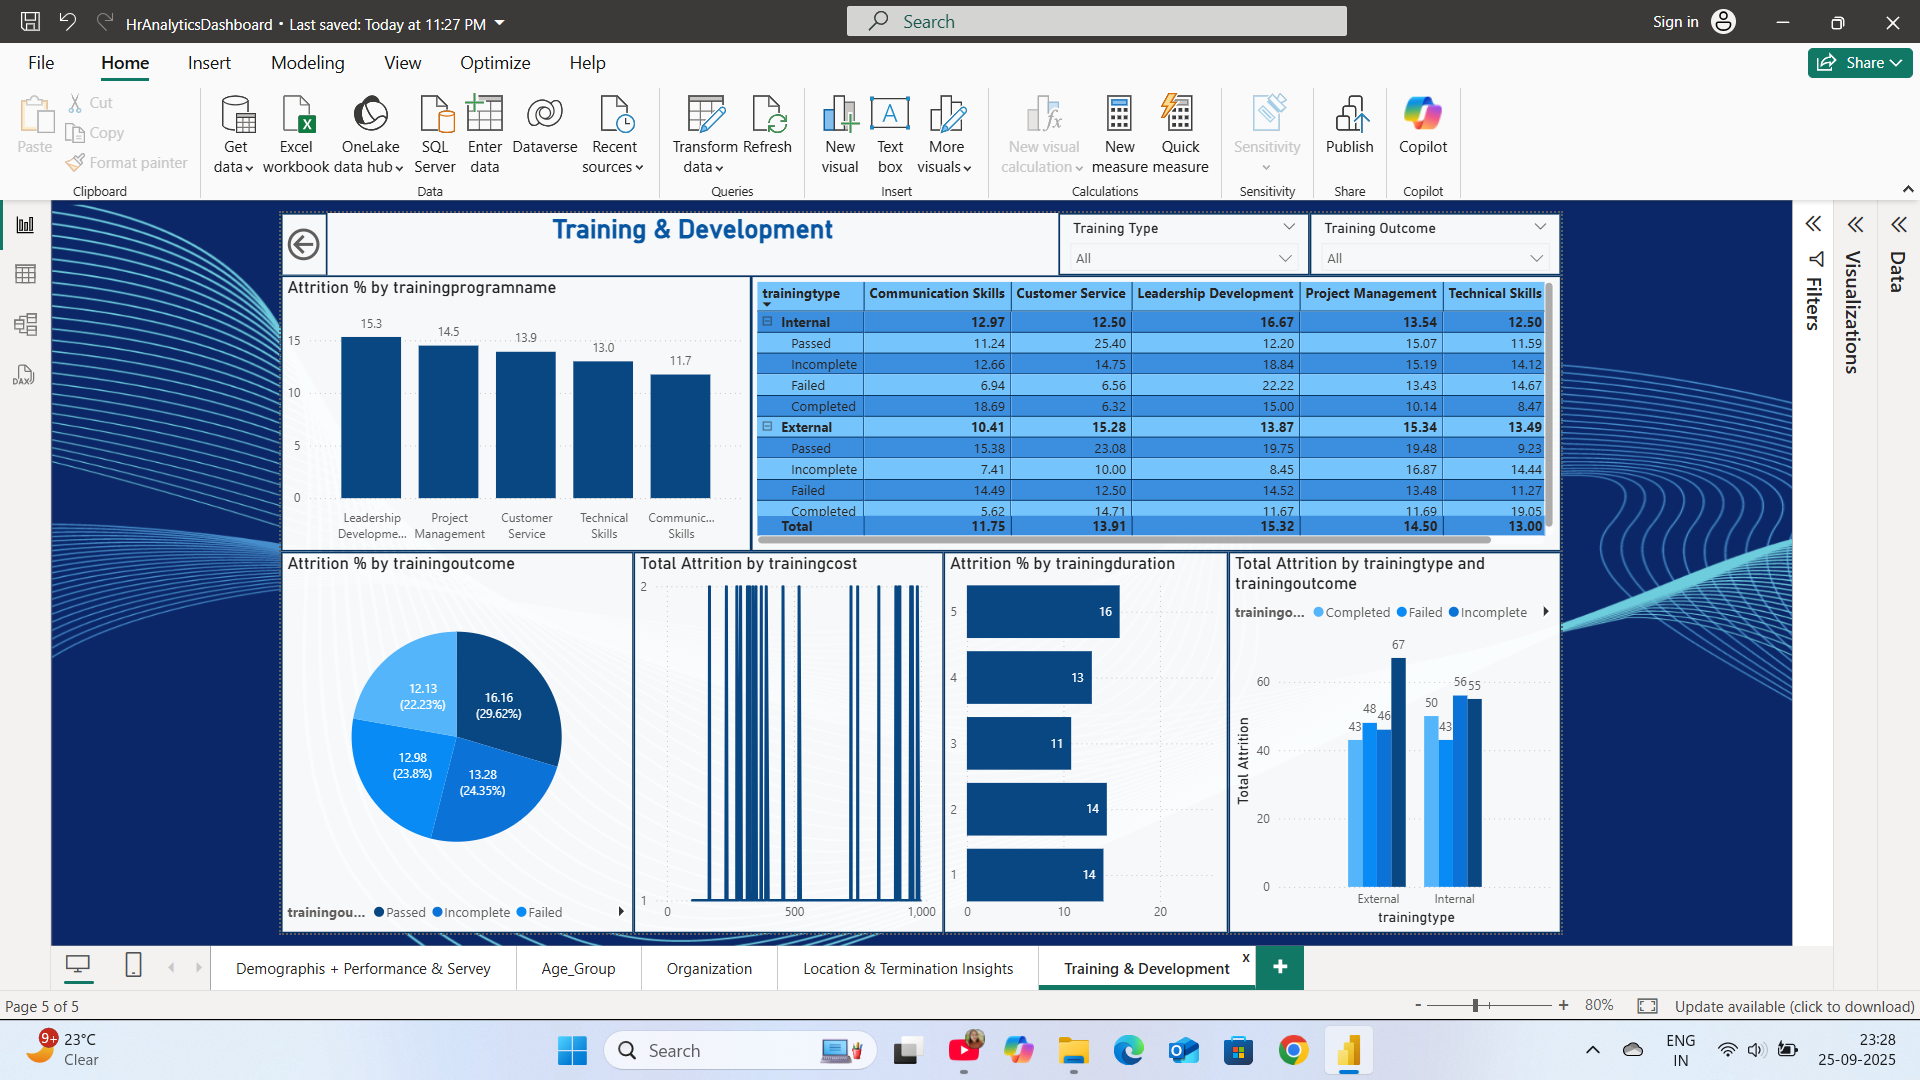 HrAnalyticsDashboard • Last saved: Today at 11:27 PM
Search
Sign in
File Home Insert Modeling View Optimize Help
Share
Paste
Cut
Copy
Format painter
Clipboard
Get data
Excel workbook
OneLake data hub
SQL Server
Enter data
Dataverse
Recent sources
Data
Transform data
Refresh
Queries
New visual
Text box
More visuals
Insert
New visual calculation
New measure
Quick measure
Calculations
Sensitivity
Sensitivity
Publish
Share
Copilot
Copilot
Training & Development
Training Type
All
Training Outcome
All
Filters
Visualizations
Data
DAX
Attrition % by trainingprogramname
15.3
14.5
13.9
13.0
11.7
15
10
5
0
Leadership Developme...
Project Management
Customer Service
Technical Skills
Communic... Skills
trainingtype Communication Skills Customer Service Leadership Development Project Management Technical Skills
Internal 12.97 12.50 16.67 13.54 12.50
Passed 11.24 25.40 12.20 15.07 11.59
Incomplete 12.66 14.75 18.84 15.19 14.12
Failed 6.94 6.56 22.22 13.43 14.67
Completed 18.69 6.32 15.00 10.14 8.47
External 10.41 15.28 13.87 15.34 13.49
Passed 15.38 23.08 19.75 19.48 9.23
Incomplete 7.41 10.00 8.45 16.87 14.44
Failed 14.49 12.50 14.52 13.48 11.27
Completed 5.62 14.71 11.67 11.69 19.05
Total 11.75 13.91 15.32 14.50 13.00
Attrition % by trainingoutcome
12.13
(22.23%)
16.16
(29.62%)
12.98
(23.8%)
13.28
(24.35%)
trainingou... Passed Incomplete Failed
Total Attrition by trainingcost
2
1
0 500 1,000
Attrition % by trainingduration
5 16
4 13
3 11
2 14
1 14
0 10 20
Total Attrition by trainingtype and
trainingoutcome
trainingo... Completed Failed Incomplete
Total Attrition
60
40
20
0
43 48 46 67
50 43 56 55
External Internal
trainingtype
Demographis + Performance & Servey
Age_Group
Organization
Location & Termination Insights
Training & Development x
+
Page 5 of 5
- + 80%
Update available (click to download)
9+
23°C
Clear
Search
ENG
IN
23:28
25-09-2025